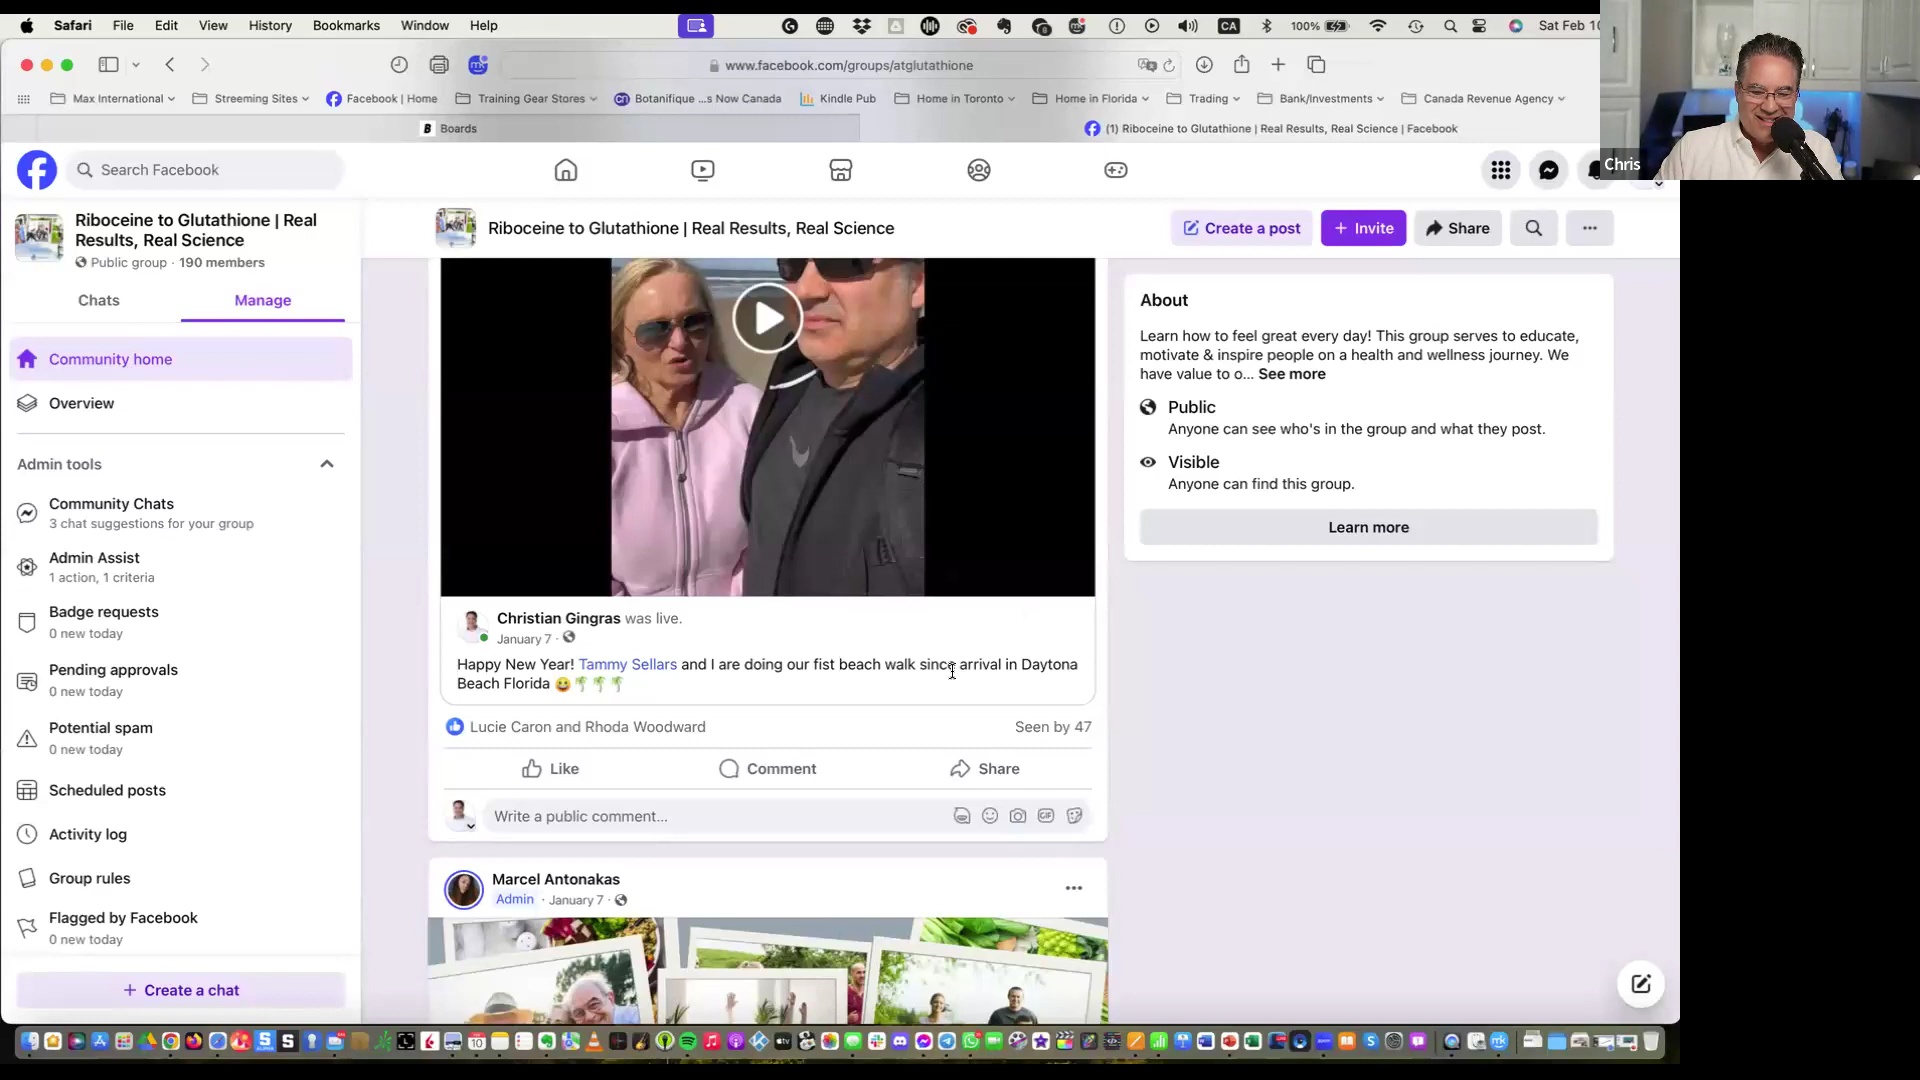 Safari File Edit View History Bookmarks Window Help
CA 100% Sat Feb 10
www.facebook.com/groups/atglutathione
Max International Streeming Sites Facebook | Home Training Gear Stores Botanifique ...s Now Canada Kindle Pub Home in Toronto Home in Florida Trading Bank/Investments Canada Revenue Agency
Boards
(1) Riboceine to Glutathione | Real Results, Real Science | Facebook
Chris
Search Facebook
Riboceine to Glutathione | Real
Results, Real Science
Public group · 190 members
Chats Manage
Community home
Overview
Admin tools
Community Chats
3 chat suggestions for your group
Admin Assist
1 action, 1 criteria
Badge requests
0 new today
Pending approvals
0 new today
Potential spam
0 new today
Scheduled posts
Activity log
Group rules
Flagged by Facebook
0 new today
+ Create a chat
Riboceine to Glutathione | Real Results, Real Science
Create a post
+ Invite
Share
Christian Gingras was live.
January 7 ·
Happy New Year! Tammy Sellars and I are doing our fist beach walk since arrival in Daytona
Beach Florida 😀🌴🌴🌴
Lucie Caron and Rhoda Woodward
Seen by 47
Like Comment Share
Write a public comment...
GIF
Marcel Antonakas
Admin · January 7 ·
About
Learn how to feel great every day! This group serves to educate,
motivate & inspire people on a health and wellness journey. We
have value to o... See more
Public
Anyone can see who's in the group and what they post.
Visible
Anyone can find this group.
Learn more